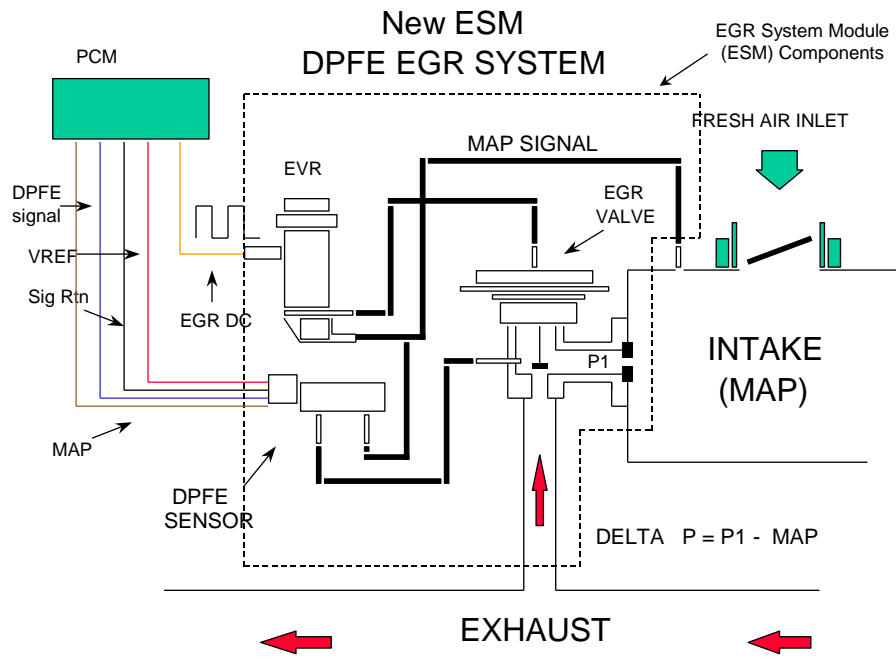 New ESM
DPFE EGR SYSTEM
EGR System Module
(ESM) Components
PCM
FRESH AIR INLET
MAP SIGNAL
EVR
EGR
VALVE
DPFE
signal
VREF
Sig Rtn
EGR DC
P1
INTAKE
(MAP)
MAP
DPFE
SENSOR
DELTA P = P1 - MAP
EXHAUST